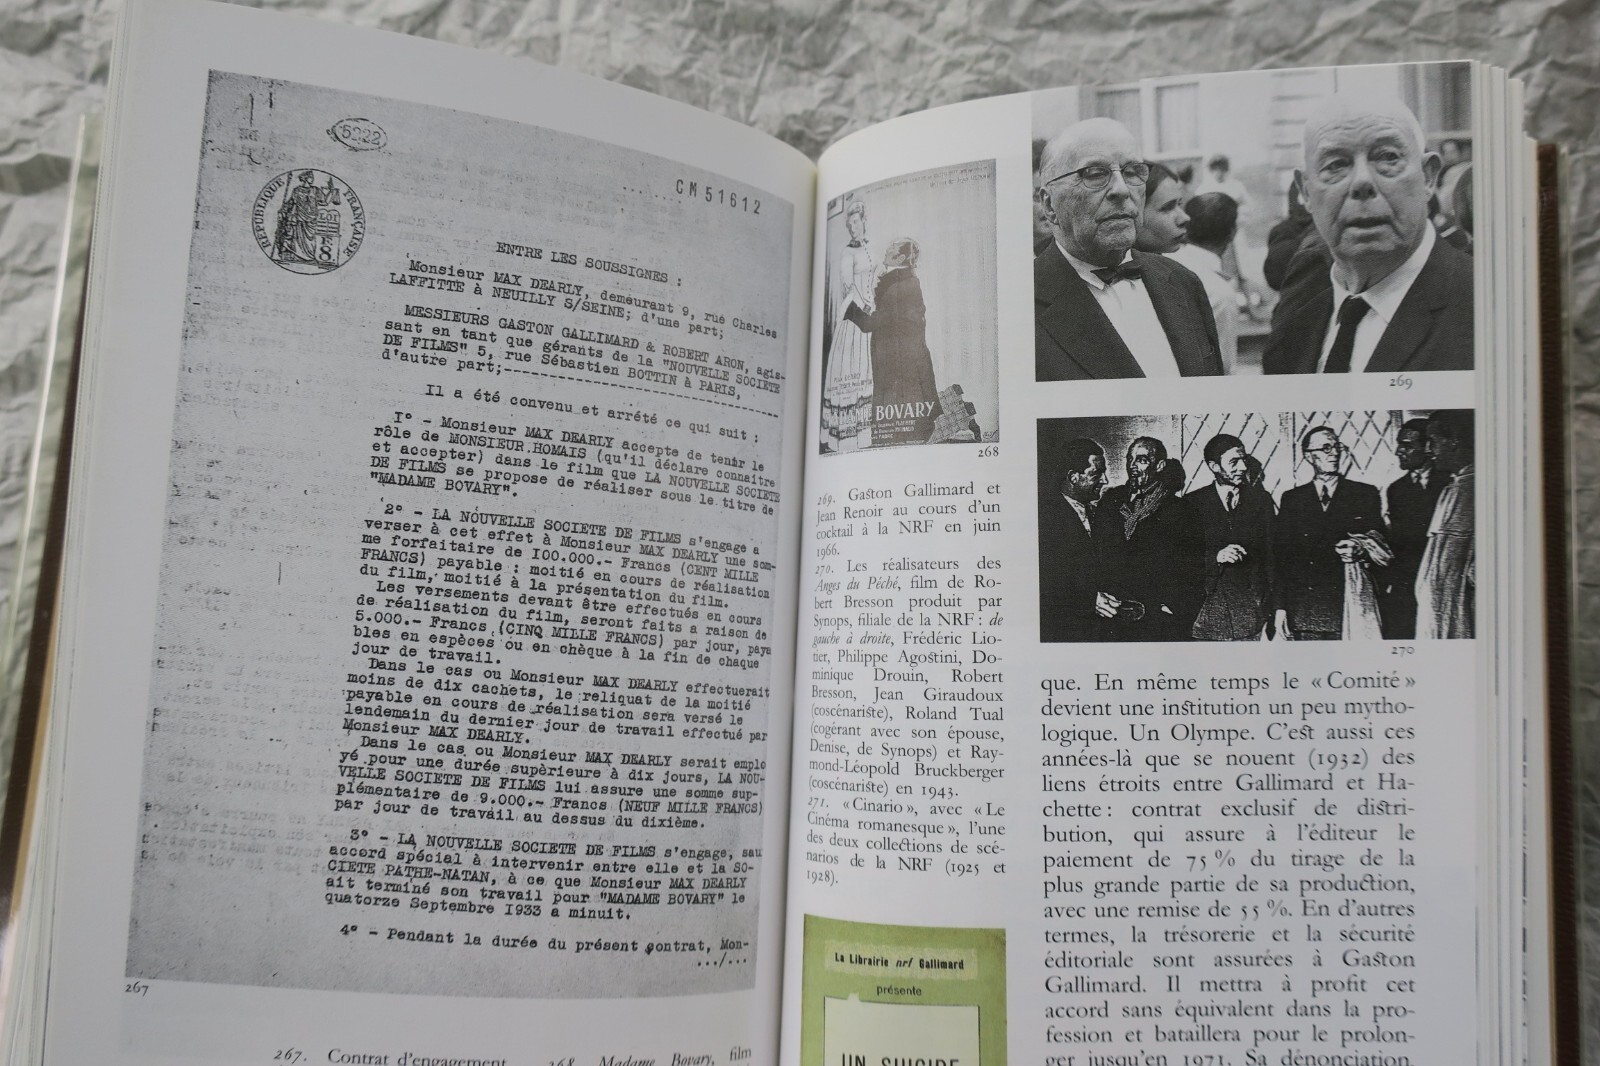 5222
CM51612
RÉPUBLIQUE FRANÇAISE
LOI
F
8
ENTRE LES SOUSSIGNES :
Monsieur MAX DEARLY, demeurant 9, rue Charles
LAFFITTE à NEUILLY S/SEINE; d'une part;
MESSIEURS GASTON GALLIMARD & ROBERT ARON, agis-
sant en tant que gérants de la "NOUVELLE SOCIETE
DE FILMS" 5, rue Sébastien BOTTIN à PARIS,
d'autre part;
Il a été convenu et arrété ce qui suit :
I° - Monsieur MAX DEARLY accepte de tenir le
rôle de MONSIEUR HOMAIS (qu'il déclare connaitre
et accepter) dans le film que LA NOUVELLE SOCIETE
DE FILMS se propose de réaliser sous le titre de
"MADAME BOVARY".
2° - LA NOUVELLE SOCIETE DE FILMS s'engage a
verser à cet effet à Monsieur MAX DEARLY une som-
me forfaitaire de I00.000.- Francs (CENT MILLE
FRANCS) payable : moitié en cours de réalisation
du film, moitié à la présentation du film.
Les versements devant être effectués en cours
de réalisation du film, seront faits a raison de
5.000.- Francs (CINQ MILLE FRANCS) par jour, paya
bles en espèces ou en chèque à la fin de chaque
jour de travail.
Dans le cas ou Monsieur MAX DEARLY effectuerait
moins de dix cachets, le reliquat de la moitié
payable en cours de réalisation sera versé le
lendemain du dernier jour de travail effectué par
Monsieur MAX DEARLY.
Dans le cas ou Monsieur MAX DEARLY serait emplo
yé pour une durée supèrieure à dix jours, LA NOU-
VELLE SOCIETE DE FILMS lui assure une somme sup-
plémentaire de 9.000.- Francs (NEUF MILLE FRANCS)
par jour de travail au dessus du dixième.
3° - LA NOUVELLE SOCIETE DE FILMS s'engage, sau
accord spécial à intervenir entre elle et la SO-
CIETE PATHE-NATAN, à ce que Monsieur MAX DEARLY
ait terminé son travail pour "MADAME BOVARY" le
quatorze Septembre I933 a minuit.
4° - Pendant la durée du présent contrat, Mon-
.../...
267
267. Contrat d'engagement
268. Madame Bovary, film
MADAME BOVARY
268
269. Gaston Gallimard et
Jean Renoir au cours d'un
cocktail à la NRF en juin
1966.
270. Les réalisateurs des
Anges du Péché, film de Ro-
bert Bresson produit par
Synops, filiale de la NRF : de
gauche à droite, Frédéric Lio-
tier, Philippe Agostini, Do-
minique Drouin, Robert
Bresson, Jean Giraudoux
(coscénariste), Roland Tual
(cogérant avec son épouse,
Denise, de Synops) et Ray-
mond-Léopold Bruckberger
(coscénariste) en 1943.
271. « Cinario », avec « Le
Cinéma romanesque », l'une
des deux collections de scé-
narios de la NRF (1925 et
1928).
La Librairie nrf Gallimard
présente
UN SUICIDE
269
270
que. En même temps le « Comité »
devient une institution un peu mytho-
logique. Un Olympe. C'est aussi ces
années-là que se nouent (1932) des
liens étroits entre Gallimard et Ha-
chette : contrat exclusif de distri-
bution, qui assure à l'éditeur le
paiement de 75 % du tirage de la
plus grande partie de sa production,
avec une remise de 55 %. En d'autres
termes, la trésorerie et la sécurité
éditoriale sont assurées à Gaston
Gallimard. Il mettra à profit cet
accord sans équivalent dans la pro-
fession et bataillera pour le prolon-
ger jusqu'en 1971. Sa dénonciation,